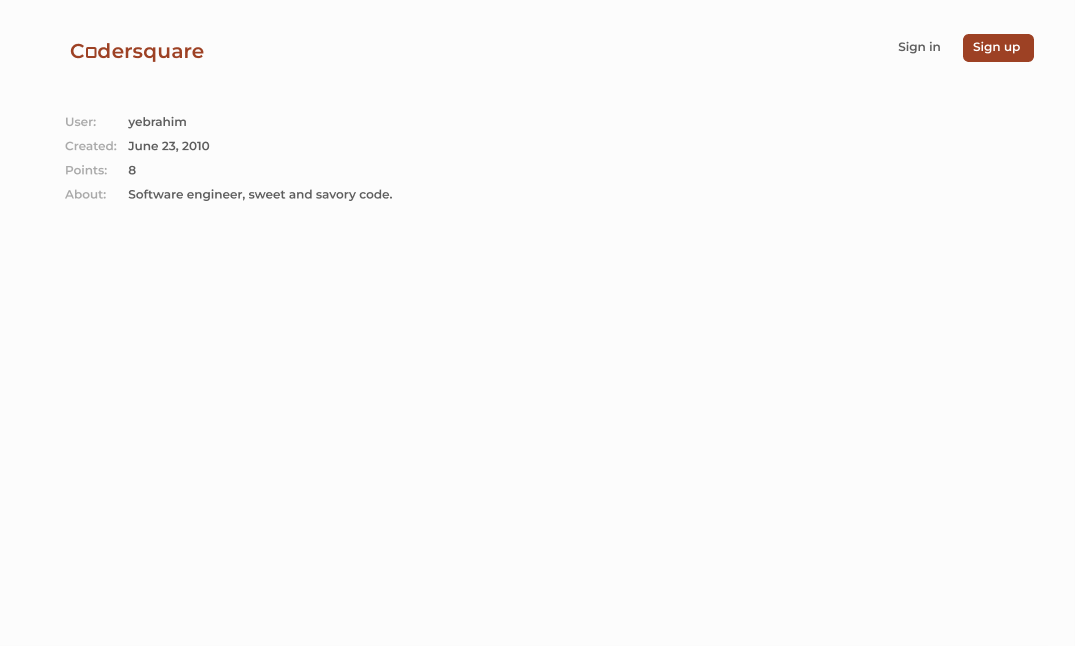 Codersquare
Sign in
Sign up
User: yebrahim
Created: June 23, 2010
Points: 8
About: Software engineer, sweet and savory code.